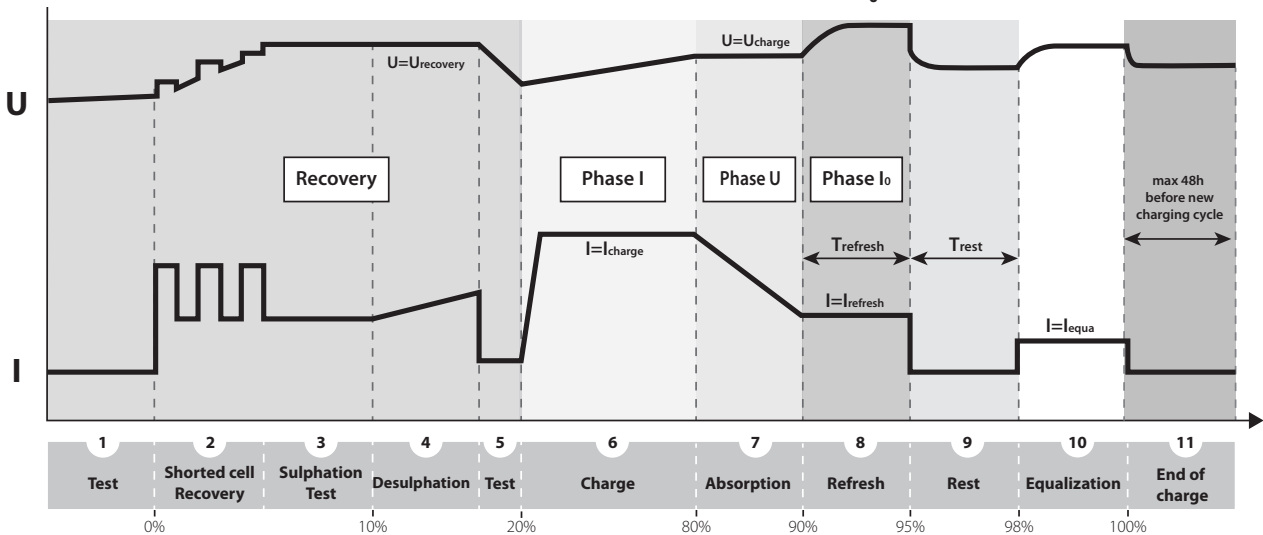 U
U=Urecovery
U=Ucharge
Recovery
Phase I
Phase U
Phase I0
max 48h
before new
charging cycle
I=Icharge
Trefresh
Trest
I=Irefresh
I=Iequa
I
1
2
3
4
5
6
7
8
9
10
11
Test
Shorted cell
Recovery
Sulphation
Test
Desulphation
Test
Charge
Absorption
Refresh
Rest
Equalization
End of
charge
0%
10%
20%
80%
90%
95%
98%
100%